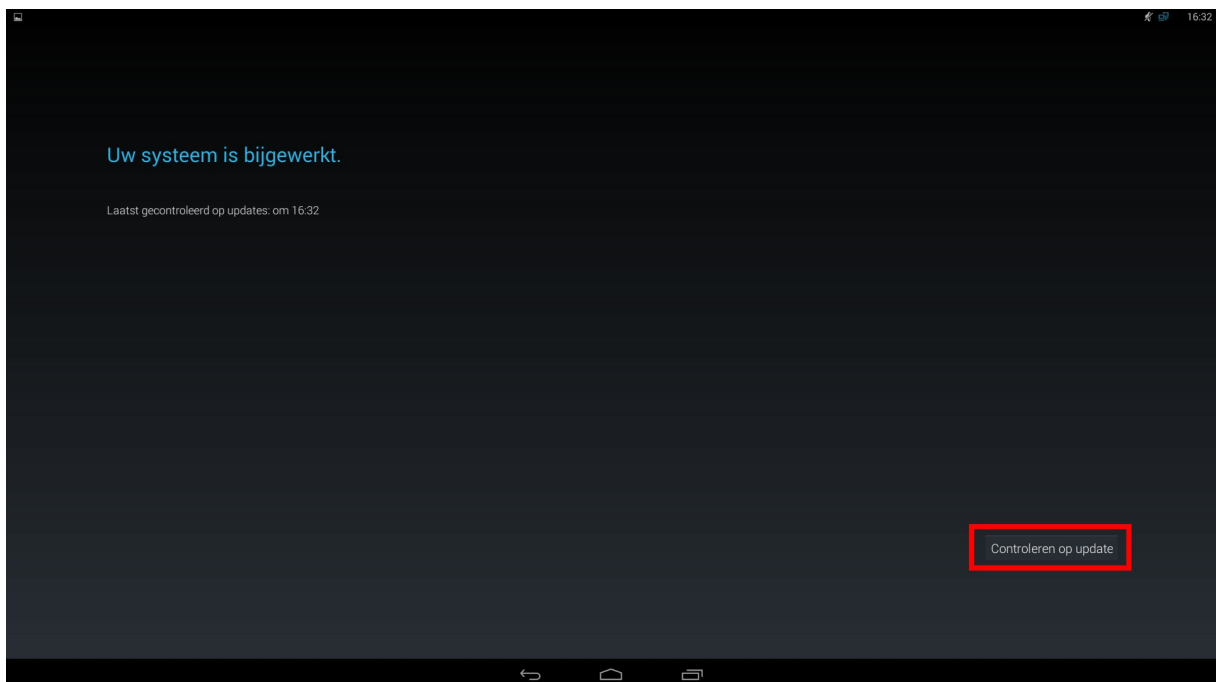 16:32
Uw systeem is bijgewerkt.
Laatst gecontroleerd op updates: om 16:32
Controleren op update